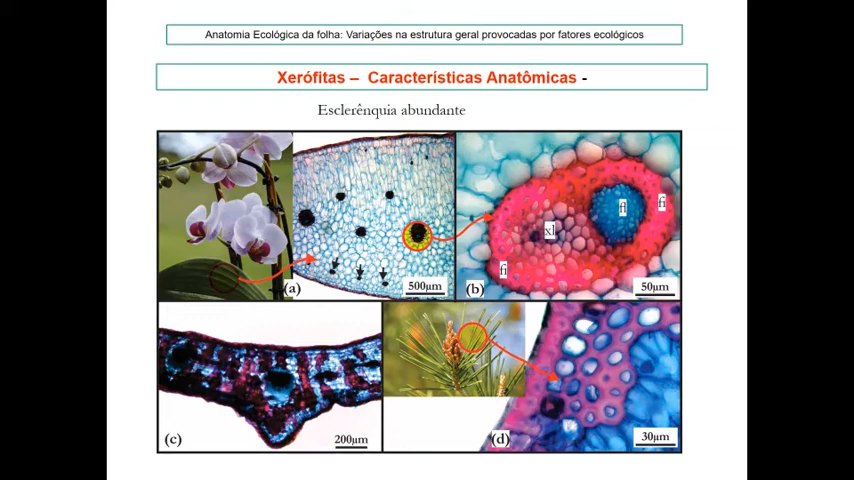 Anatomia Ecológica da folha: Variações na estrutura geral provocadas por fatores ecológicos
Xerófitas – Características Anatômicas -
Esclerênquia abundante
fl
fi
xl
fi
(a)
500µm
(b)
50µm
(c)
200µm
(d)
30µm